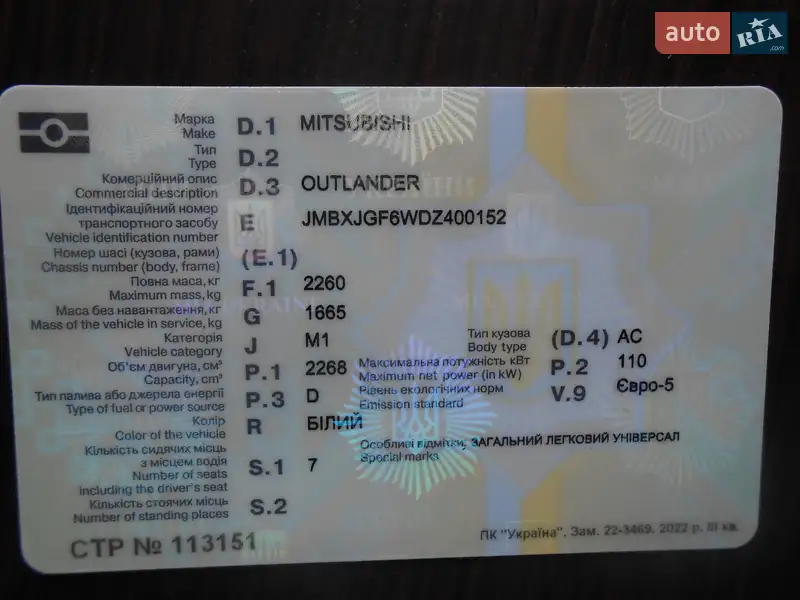 auto RIA .com
Марка
Make D.1 MITSUBISHI
Тип
Type D.2
Комерційний опис
Commercial description D.3 OUTLANDER
Ідентифікаційний номер
транспортного засобу
Vehicle identification number E JMBXJGF6WDZ400152
Номер шасі (кузова, рами)
Chassis number (body, frame) (E.1)
Повна маса, кг
Maximum mass, kg F.1 2260
Маса без навантаження, кг
Mass of the vehicle in service, kg G 1665
Категорія
Vehicle category J M1
Тип кузова
Body type (D.4) AC
Об'єм двигуна, см³
Capacity, cm³ P.1 2268
Максимальна потужність кВт
Maximum net power (in kW) P.2 110
Тип палива або джерела енергії
Type of fuel or power source P.3 D
Рівень екологічних норм
Emission standard V.9 Євро-5
Колір
Color of the vehicle R БІЛИЙ
Особливі відмітки, ЗАГАЛЬНИЙ ЛЕГКОВИЙ УНІВЕРСАЛ
Special marks
Кількість сидячих місць
з місцем водія
Number of seats
including the driver's seat S.1 7
Кількість стоячих місць
Number of standing places S.2
СТР № 113151
ПК "Україна". Зам. 22-3469. 2022 р. III кв.